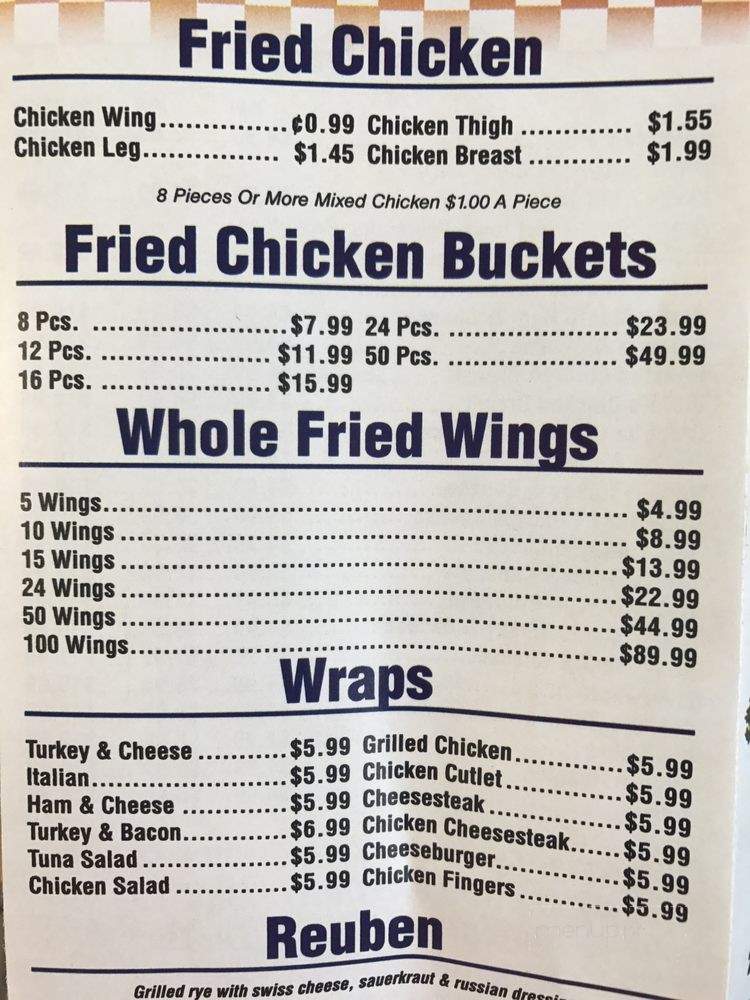 Fried Chicken
Chicken Wing...............¢0.99 Chicken Thigh ............. $1.55
Chicken Leg................ $1.45 Chicken Breast ............ $1.99
8 Pieces Or More Mixed Chicken $1.00 A Piece
Fried Chicken Buckets
8 Pcs. .......................$7.99 24 Pcs. .................... $23.99
12 Pcs. .................... $11.99 50 Pcs. .................... $49.99
16 Pcs. .................... $15.99
Whole Fried Wings
5 Wings.............................................................. $4.99
10 Wings ............................................................ $8.99
15 Wings ...........................................................$13.99
24 Wings ...........................................................$22.99
50 Wings ...........................................................$44.99
100 Wings..........................................................$89.99
Wraps
Turkey & Cheese ...........$5.99 Grilled Chicken.............$5.99
Italian.......................$5.99 Chicken Cutlet..............$5.99
Ham & Cheese .............$5.99 Cheesesteak ................$5.99
Turkey & Bacon.............$6.99 Chicken Cheesesteak......$5.99
Tuna Salad .................$5.99 Cheeseburger...............$5.99
Chicken Salad .............$5.99 Chicken Fingers ............$5.99
Reuben
Grilled rye with swiss cheese, sauerkraut & russian